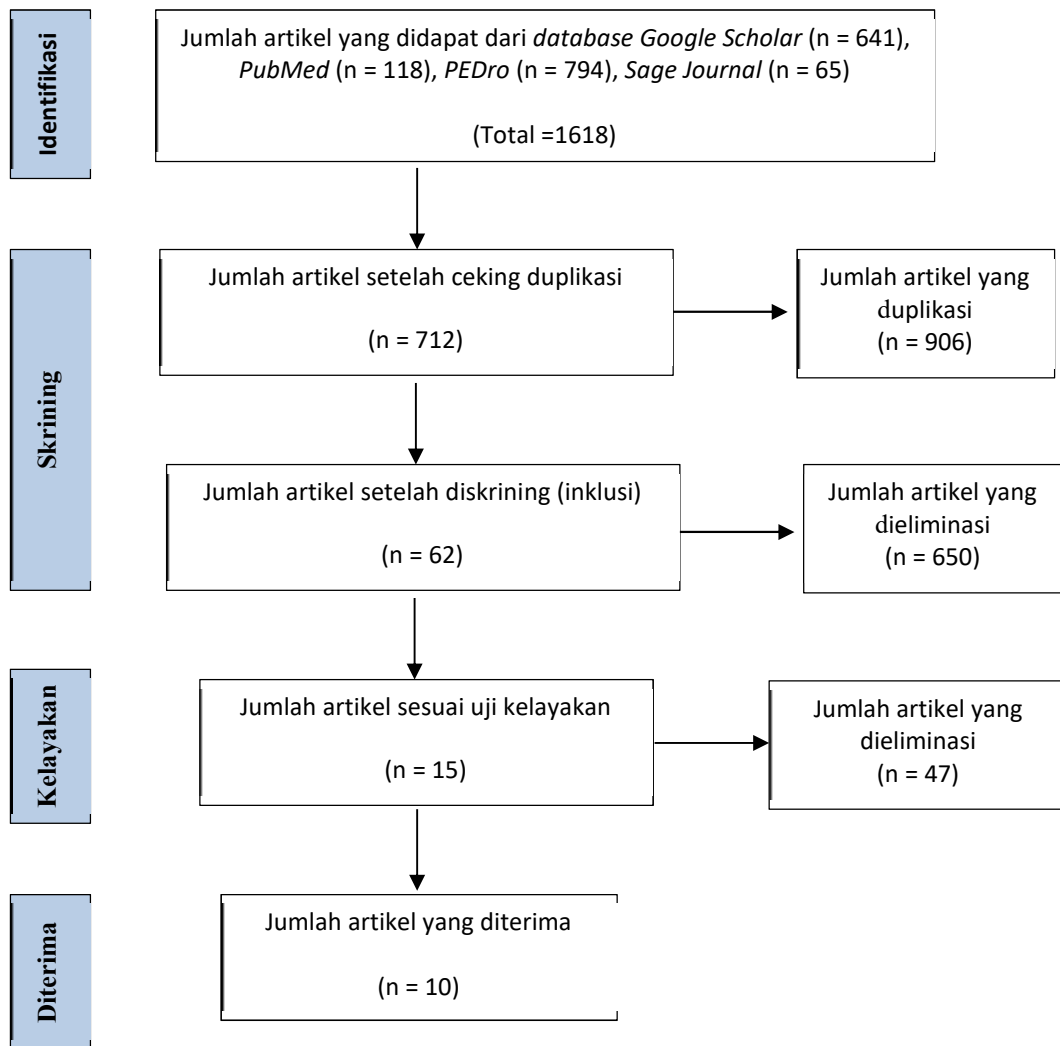 Identifikasi
Jumlah artikel yang didapat dari database Google Scholar (n = 641),
PubMed (n = 118), PEDro (n = 794), Sage Journal (n = 65)
(Total =1618)
Skrining
Jumlah artikel setelah ceking duplikasi
(n = 712)
Jumlah artikel yang
duplikasi
(n = 906)
Jumlah artikel setelah diskrining (inklusi)
(n = 62)
Jumlah artikel yang
dieliminasi
(n = 650)
Kelayakan
Jumlah artikel sesuai uji kelayakan
(n = 15)
Jumlah artikel yang
dieliminasi
(n = 47)
Diterima
Jumlah artikel yang diterima
(n = 10)